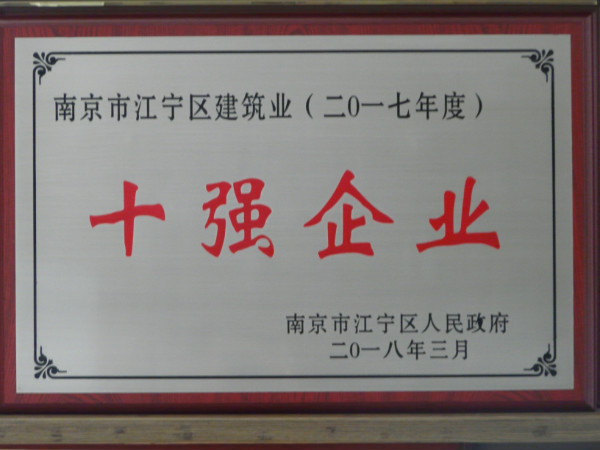 南京市江宁区建筑业（二0一七年度）
十强企业
南京市江宁区人民政府
二0一八年三月